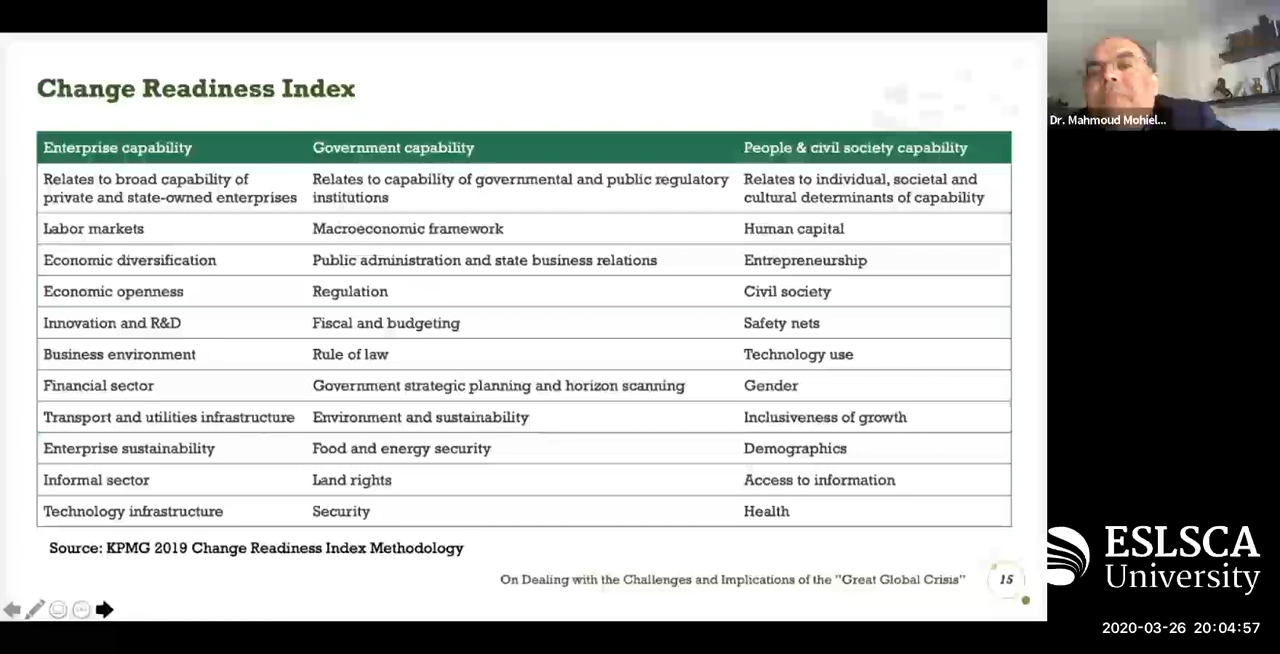 Change Readiness Index
Enterprise capability Government capability People & civil society capability
Relates to broad capability of Relates to capability of governmental and public regulatory Relates to individual, societal and
private and state-owned enterprises institutions cultural determinants of capability
Labor markets Macroeconomic framework Human capital
Economic diversification Public administration and state business relations Entrepreneurship
Economic openness Regulation Civil society
Innovation and R&D Fiscal and budgeting Safety nets
Business environment Rule of law Technology use
Financial sector Government strategic planning and horizon scanning Gender
Transport and utilities infrastructure Environment and sustainability Inclusiveness of growth
Enterprise sustainability Food and energy security Demographics
Informal sector Land rights Access to information
Technology infrastructure Security Health
Source: KPMG 2019 Change Readiness Index Methodology
On Dealing with the Challenges and Implications of the "Great Global Crisis" 15
Dr. Mahmoud Mohiel...
ESLSCA
University
2020-03-26 20:04:57